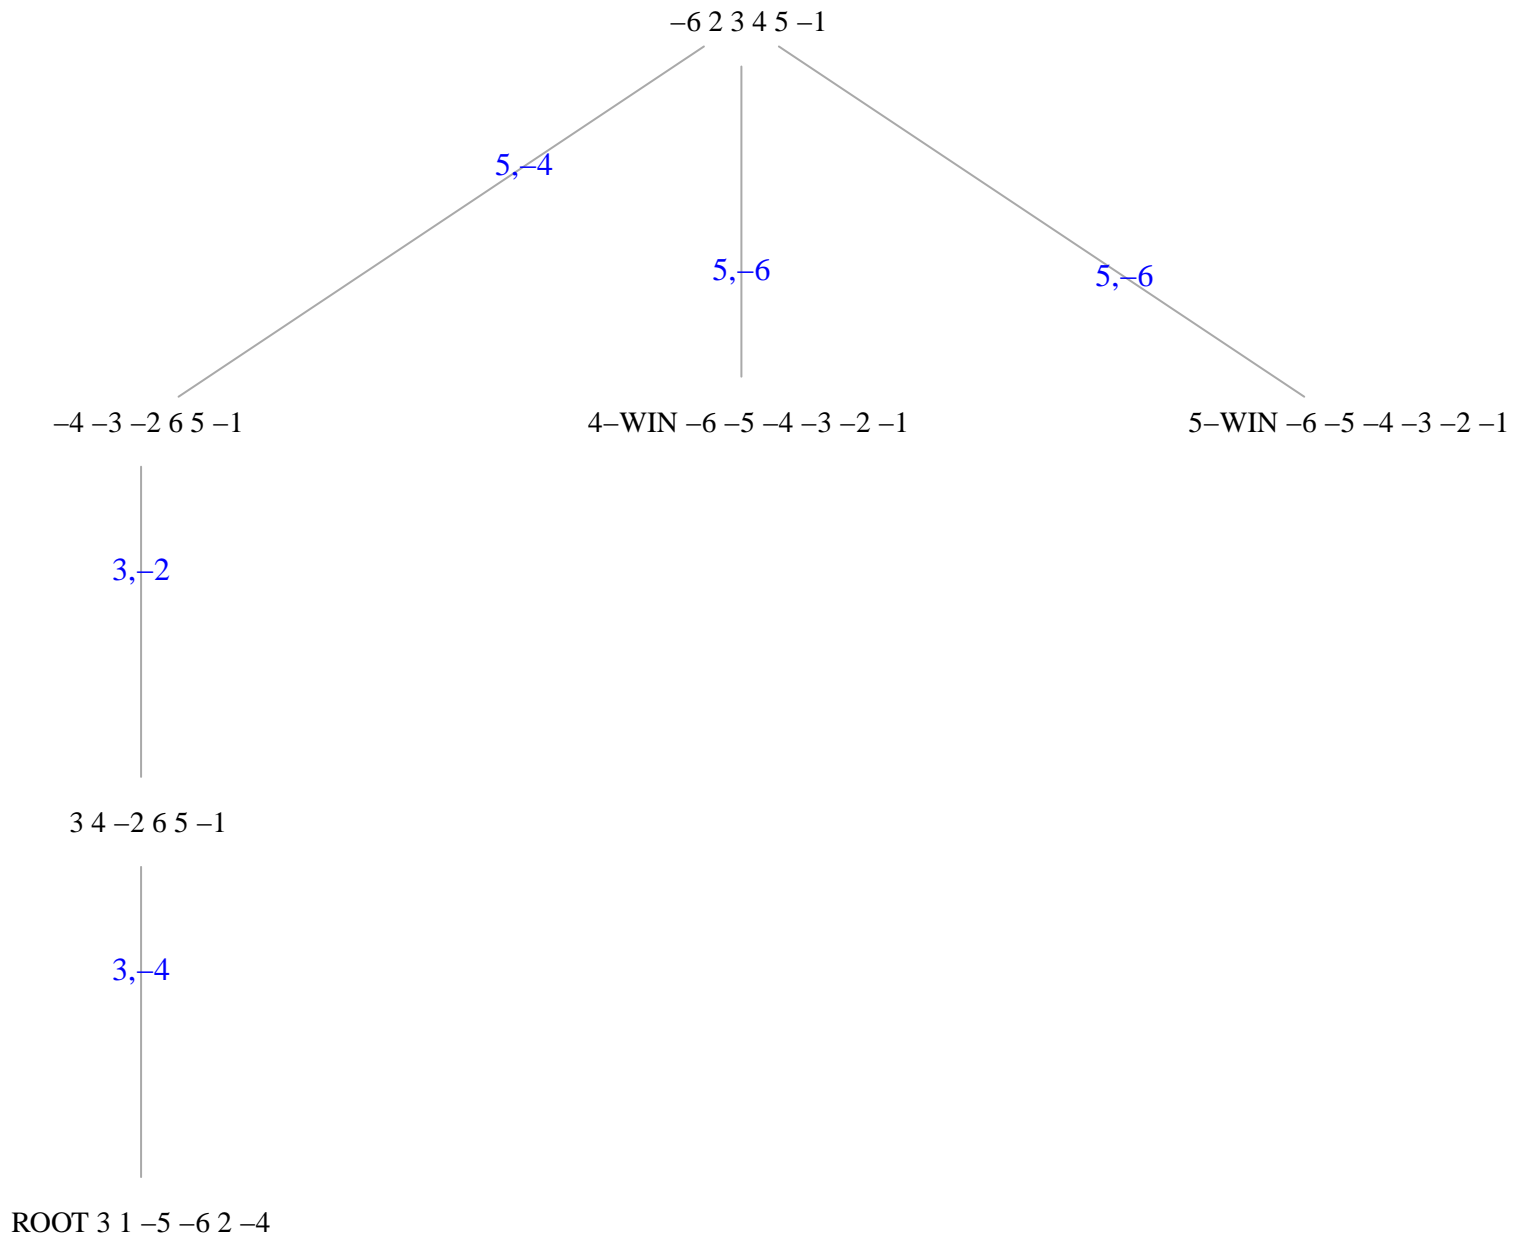 –6 2 3 4 5 –1
5,–4
5,–6
5,–6
–4 –3 –2 6 5 –1
4–WIN –6 –5 –4 –3 –2 –1
5–WIN –6 –5 –4 –3 –2 –1
3,–2
3 4 –2 6 5 –1
3,–4
ROOT 3 1 –5 –6 2 –4